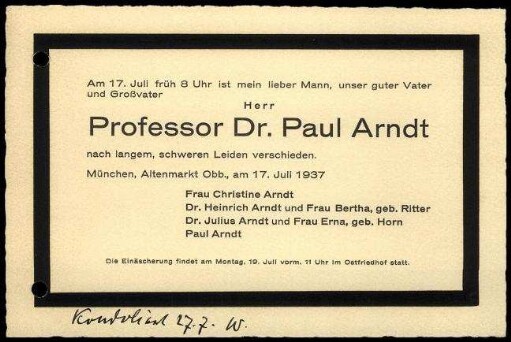 Am 17. Juli früh 8 Uhr ist mein lieber Mann, unser guter Vater
und Großvater
Herr
Professor Dr. Paul Arndt
nach langem, schweren Leiden verschieden.
München, Altenmarkt Obb., am 17. Juli 1937
Frau Christine Arndt
Dr. Heinrich Arndt und Frau Bertha, geb. Ritter
Dr. Julius Arndt und Frau Erna, geb. Horn
Paul Arndt
Die Einäscherung findet am Montag, 19. Juli vorm. 11 Uhr im Ostfriedhof statt.
Kondoliert 27.7. W.